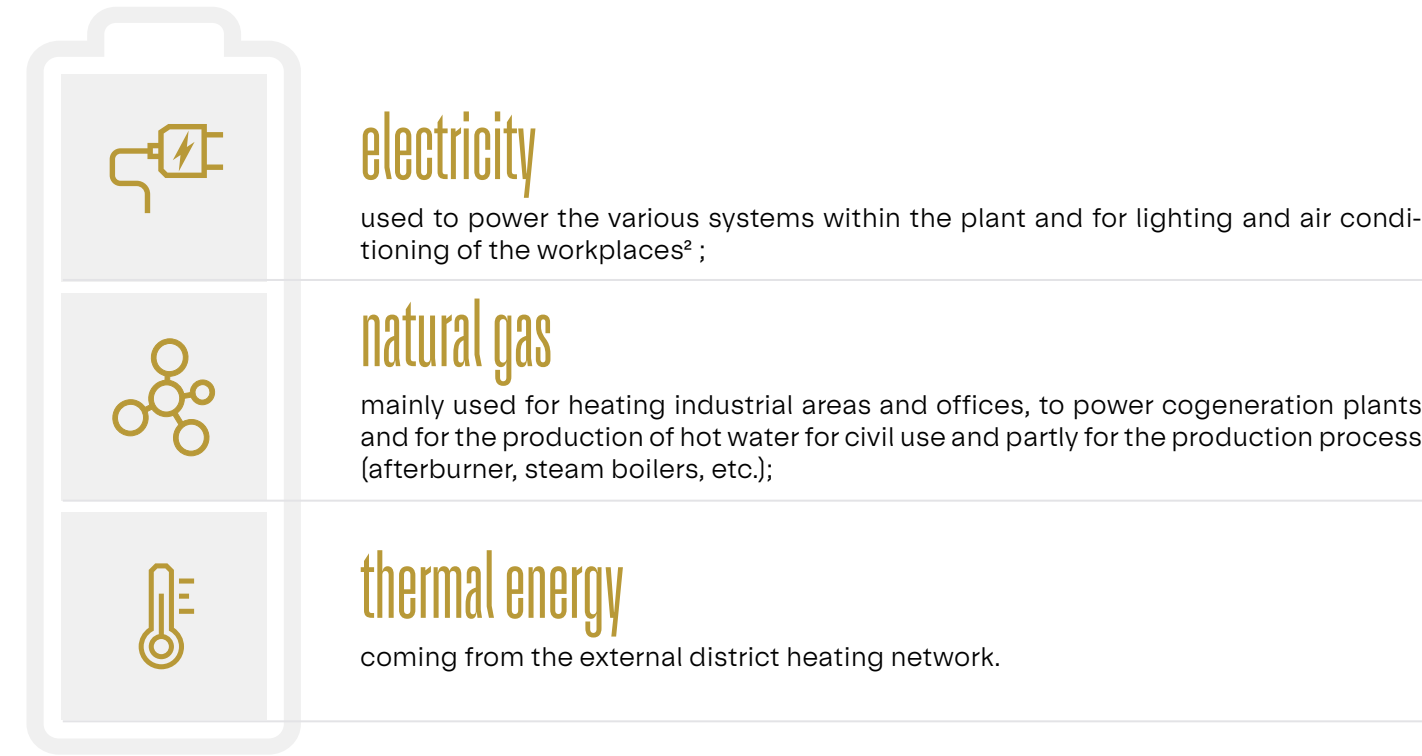 electricity
used to power the various systems within the plant and for lighting and air condi-
tioning of the workplaces² ;
natural gas
mainly used for heating industrial areas and offices, to power cogeneration plants
and for the production of hot water for civil use and partly for the production process
(afterburner, steam boilers, etc.);
thermal energy
coming from the external district heating network.